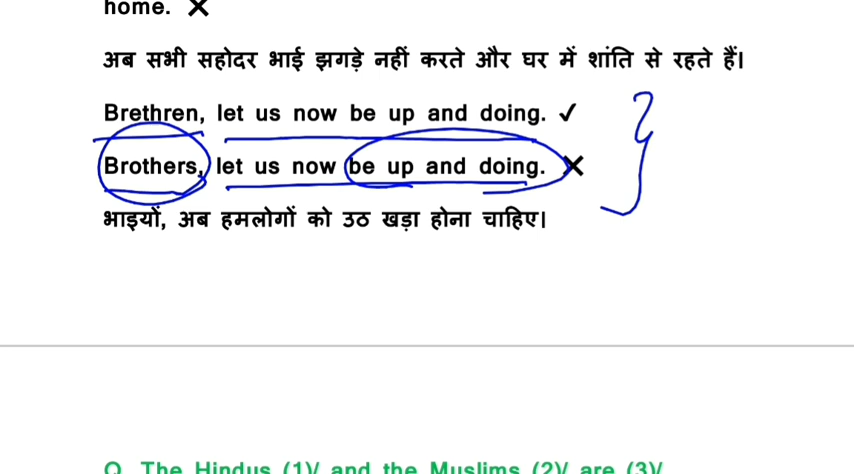 home. ✗
अब सभी सहोदर भाई झगड़े नहीं करते और घर में शांति से रहते हैं।
Brethren, let us now be up and doing. ✓
Brothers, let us now be up and doing. ✗
भाइयों, अब हमलोगों को उठ खड़ा होना चाहिए।
Q. The Hindus (1)/ and the Muslims (2)/ are (3)/